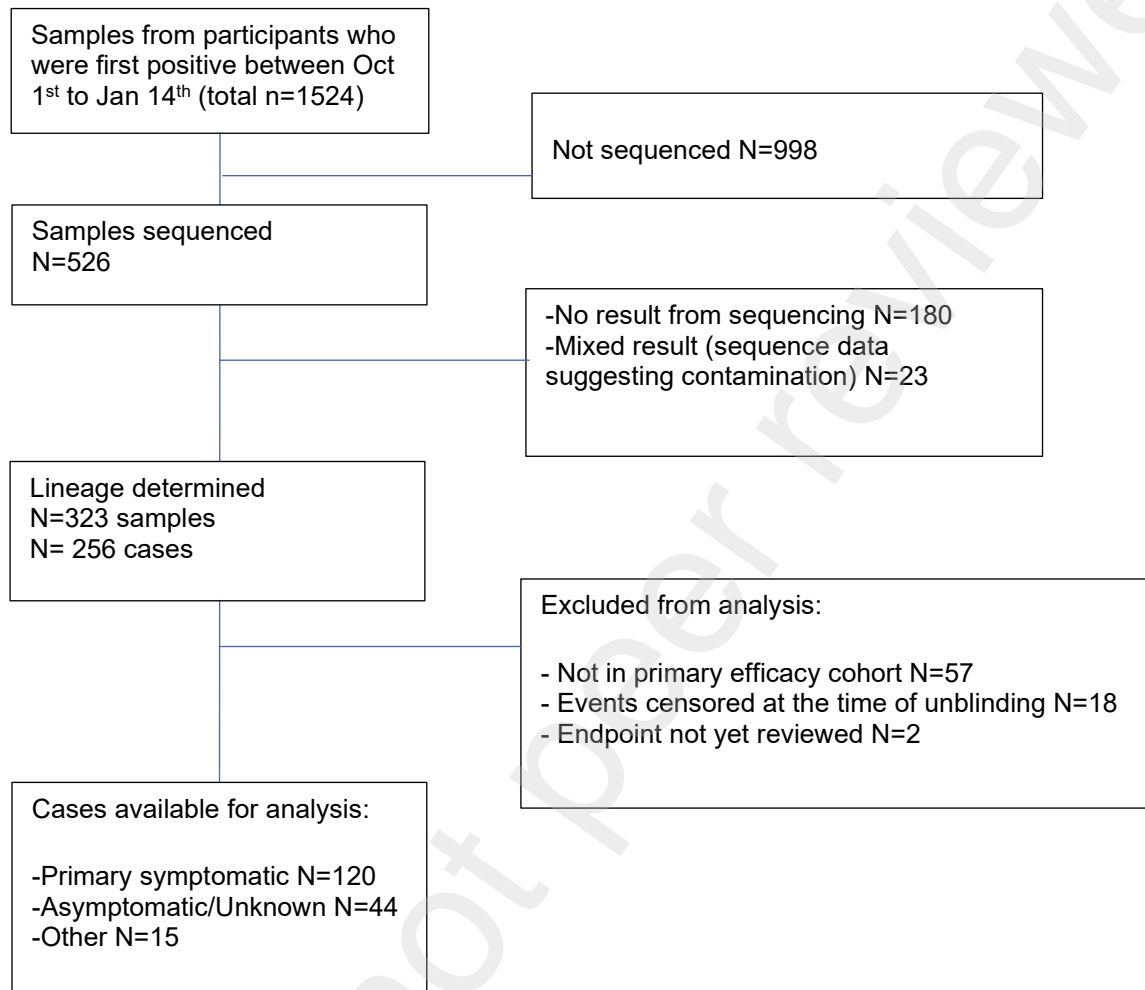 Samples from participants who
were first positive between Oct
1st to Jan 14th (total n=1524)
Not sequenced N=998
Samples sequenced
N=526
-No result from sequencing N=180
-Mixed result (sequence data
suggesting contamination) N=23
Lineage determined
N=323 samples
N= 256 cases
Excluded from analysis:
- Not in primary efficacy cohort N=57
- Events censored at the time of unblinding N=18
- Endpoint not yet reviewed N=2
Cases available for analysis:
-Primary symptomatic N=120
-Asymptomatic/Unknown N=44
-Other N=15
not peer reviewe